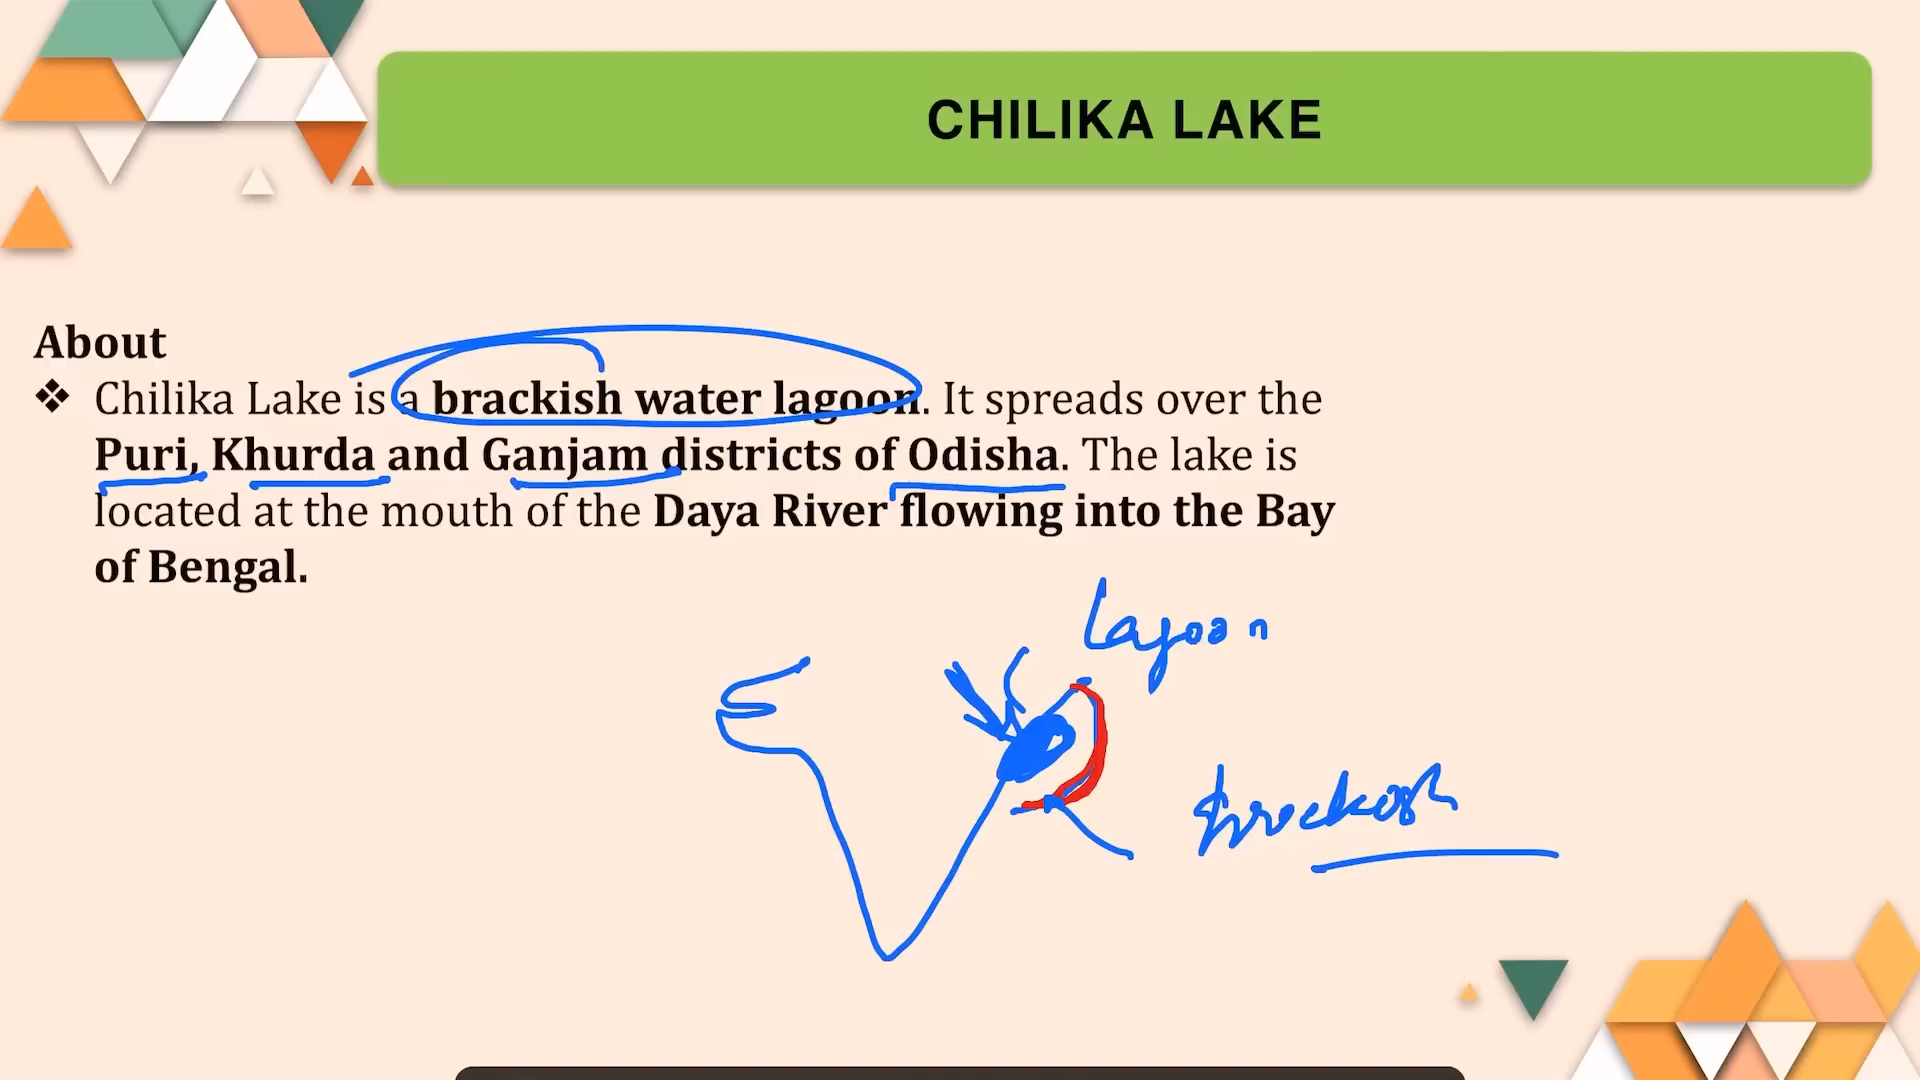 CHILIKA LAKE
About
❖ Chilika Lake is a brackish water lagoon. It spreads over the
Puri, Khurda and Ganjam districts of Odisha. The lake is
located at the mouth of the Daya River flowing into the Bay
of Bengal.
Lagoon